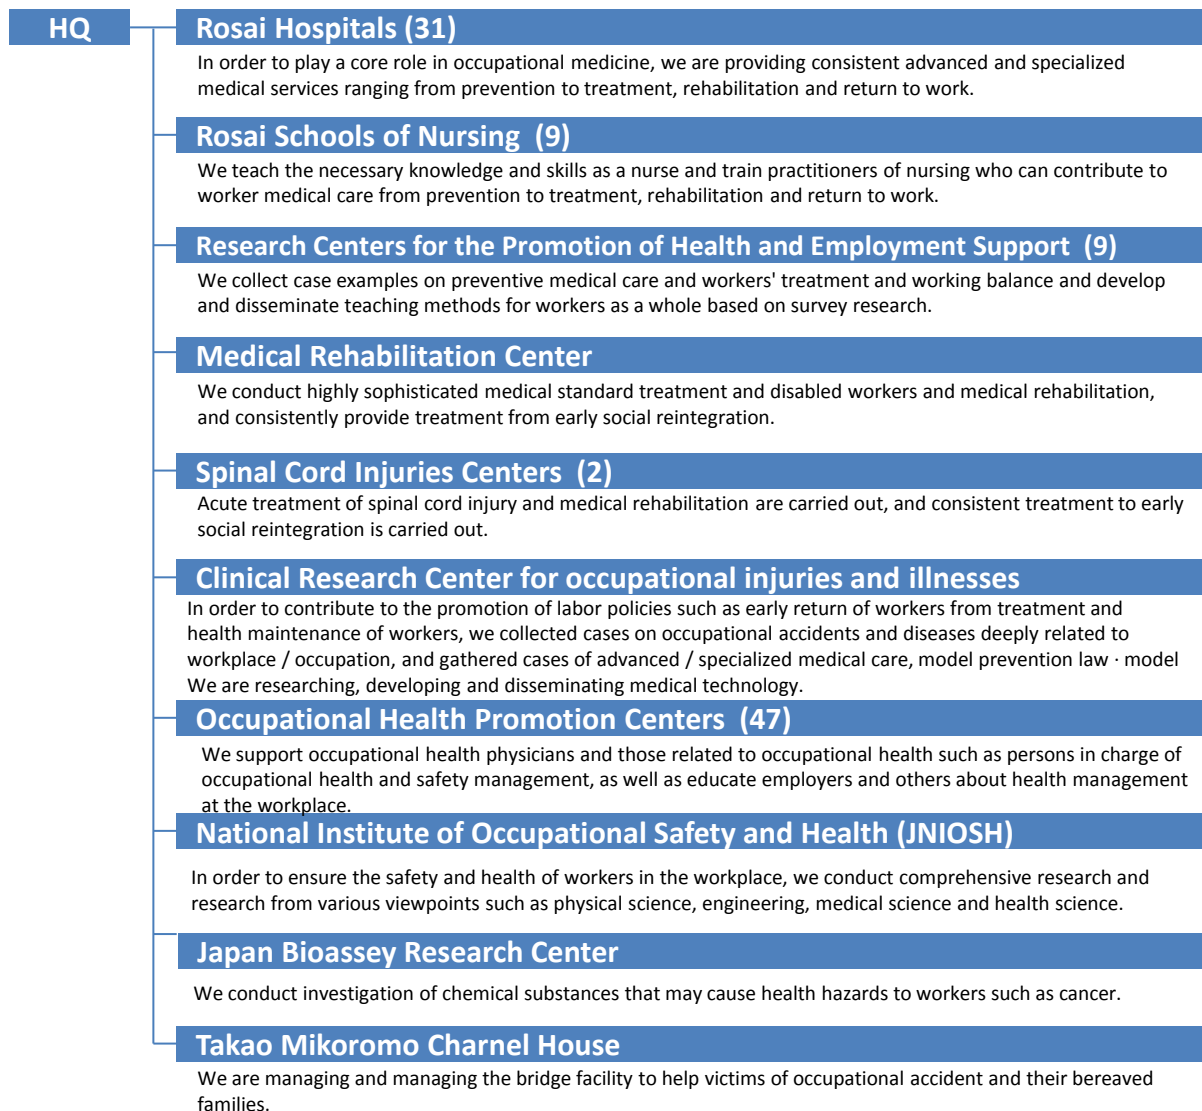 HQ
Rosai Hospitals (31)
In order to play a core role in occupational medicine, we are providing consistent advanced and specialized
medical services ranging from prevention to treatment, rehabilitation and return to work.
Rosai Schools of Nursing (9)
We teach the necessary knowledge and skills as a nurse and train practitioners of nursing who can contribute to
worker medical care from prevention to treatment, rehabilitation and return to work.
Research Centers for the Promotion of Health and Employment Support (9)
We collect case examples on preventive medical care and workers' treatment and working balance and develop
and disseminate teaching methods for workers as a whole based on survey research.
Medical Rehabilitation Center
We conduct highly sophisticated medical standard treatment and disabled workers and medical rehabilitation,
and consistently provide treatment from early social reintegration.
Spinal Cord Injuries Centers (2)
Acute treatment of spinal cord injury and medical rehabilitation are carried out, and consistent treatment to early
social reintegration is carried out.
Clinical Research Center for occupational injuries and illnesses
In order to contribute to the promotion of labor policies such as early return of workers from treatment and
health maintenance of workers, we collected cases on occupational accidents and diseases deeply related to
workplace / occupation, and gathered cases of advanced / specialized medical care, model prevention law · model
We are researching, developing and disseminating medical technology.
Occupational Health Promotion Centers (47)
We support occupational health physicians and those related to occupational health such as persons in charge of
occupational health and safety management, as well as educate employers and others about health management
at the workplace.
National Institute of Occupational Safety and Health (JNIOSH)
In order to ensure the safety and health of workers in the workplace, we conduct comprehensive research and
research from various viewpoints such as physical science, engineering, medical science and health science.
Japan Bioassey Research Center
We conduct investigation of chemical substances that may cause health hazards to workers such as cancer.
Takao Mikoromo Charnel House
We are managing and managing the bridge facility to help victims of occupational accident and their bereaved
families.